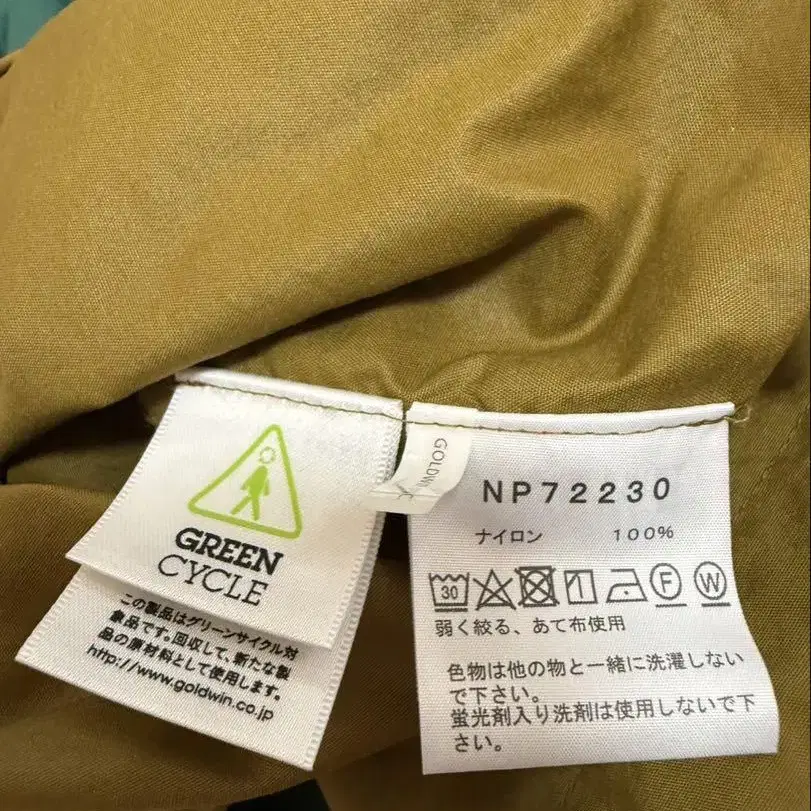 GREEN
CYCLE
この製品はグリーンサイクル対
象品です。回収して、新たな製
品の原材料として使用します。
http://www.goldwin.co.jp
GOLDWIN
NP72230
ナイロン 100%
30
F
W
弱く絞る、あて布使用
色物は他の物と一緒に洗濯しない
で下さい。
蛍光剤入り洗剤は使用しないで下
さい。